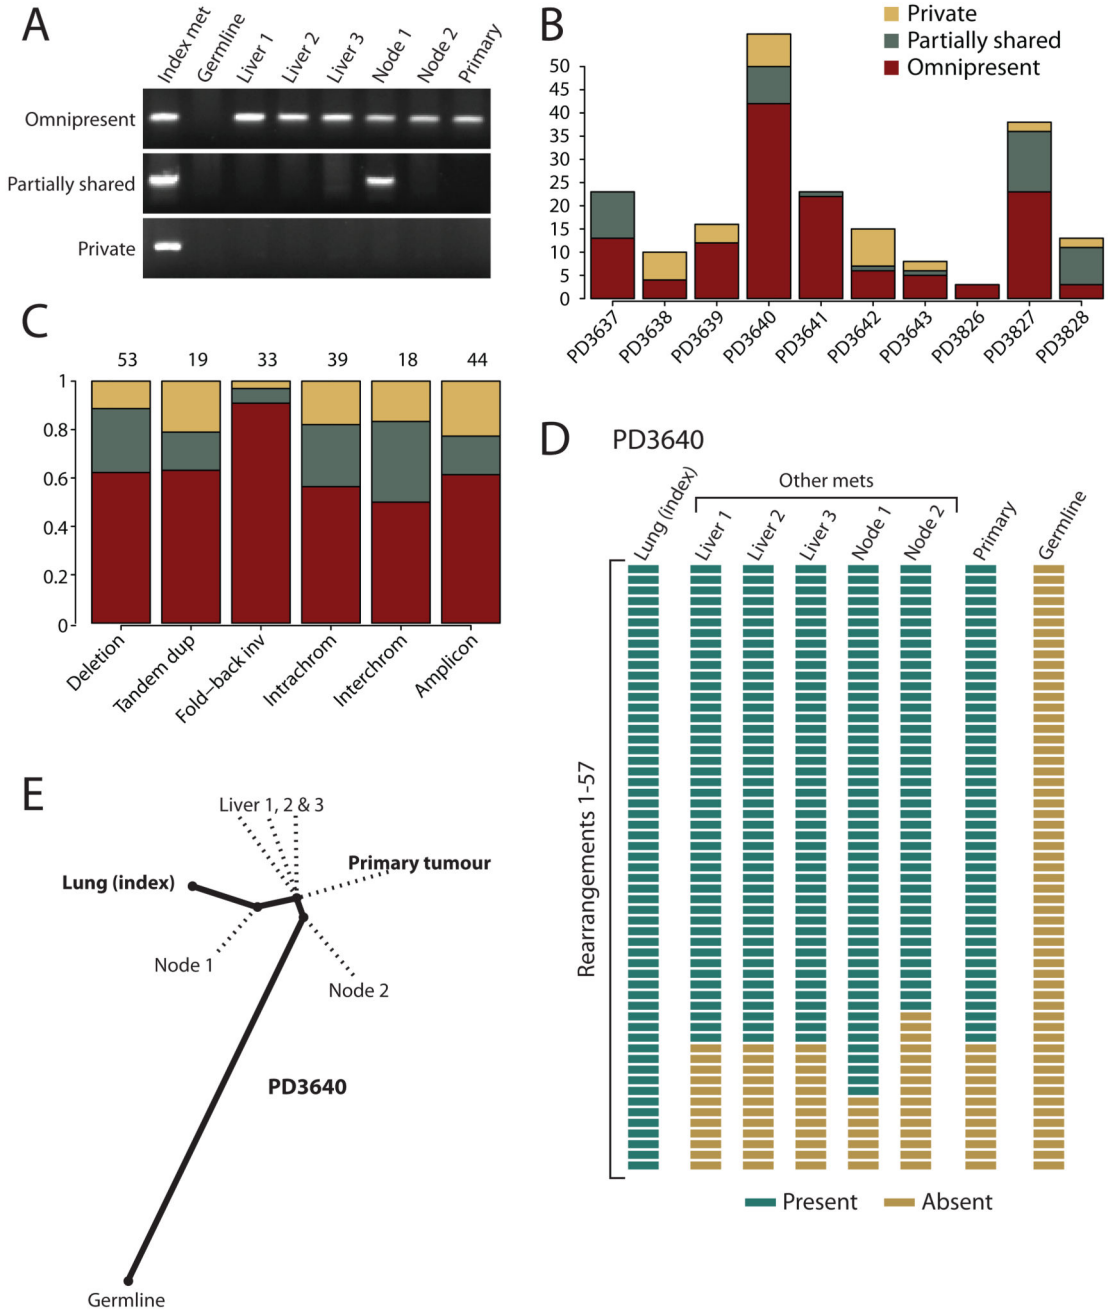 A
Index met
Germline
Liver 1
Liver 2
Liver 3
Node 1
Node 2
Primary
Omnipresent
Partially shared
Private
B
Private
Partially shared
Omnipresent
50
45
40
35
30
25
20
15
10
5
0
PD3637
PD3638
PD3639
PD3640
PD3641
PD3642
PD3643
PD3826
PD3827
PD3828
C
53 19 33 39 18 44
1
0.8
0.6
0.4
0.2
0
Deletion
Tandem dup
Fold–back inv
Intrachrom
Interchrom
Amplicon
D PD3640
Other mets
Lung (index)
Liver 1
Liver 2
Liver 3
Node 1
Node 2
Primary
Germline
Rearrangements 1-57
Present Absent
E
Liver 1, 2 & 3
Primary tumour
Lung (index)
Node 1
Node 2
PD3640
Germline